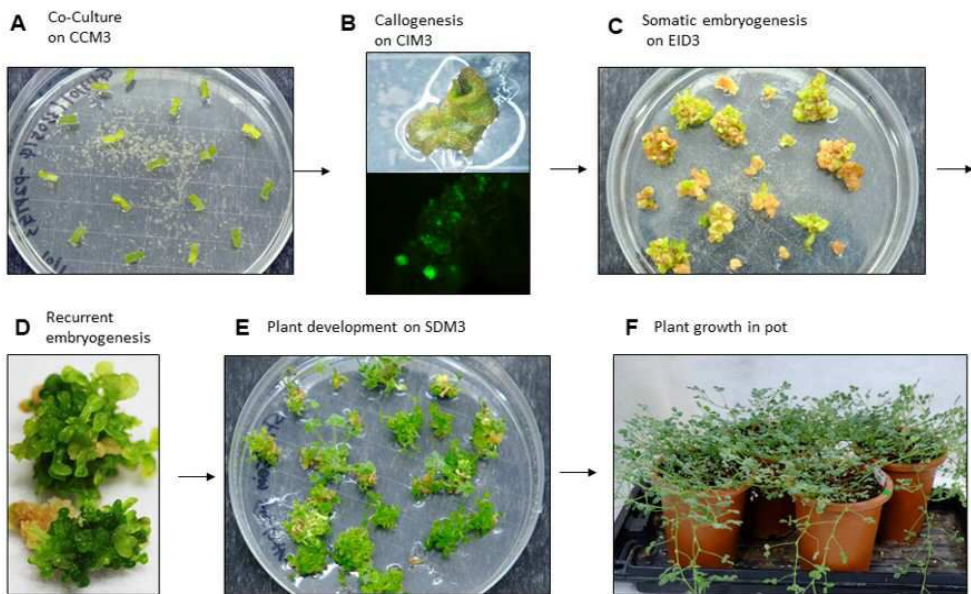 A Co-Culture
on CCM3
B Callogenesis
on CIM3
C Somatic embryogenesis
on EID3
D Recurrent
embryogenesis
E Plant development on SDM3
F Plant growth in pot